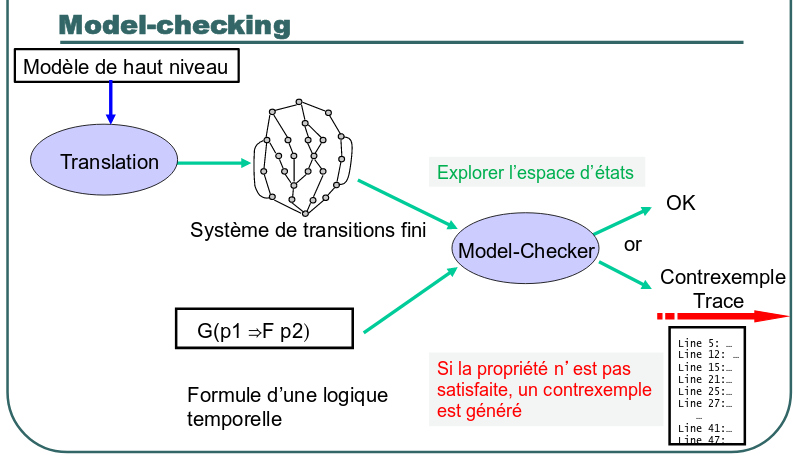 Model-checking
Modèle de haut niveau
Translation
Explorer l'espace d'états
Système de transitions fini
OK
or
Model-Checker
Contrexemple
Trace
G(p1 ⇒F p2)
Line 5: …
Line 12: …
Line 15:…
Line 21:…
Line 25:…
Line 27:…
…
Line 41:…
Line 47:
Si la propriété n' est pas
satisfaite, un contrexemple
est généré
Formule d'une logique
temporelle